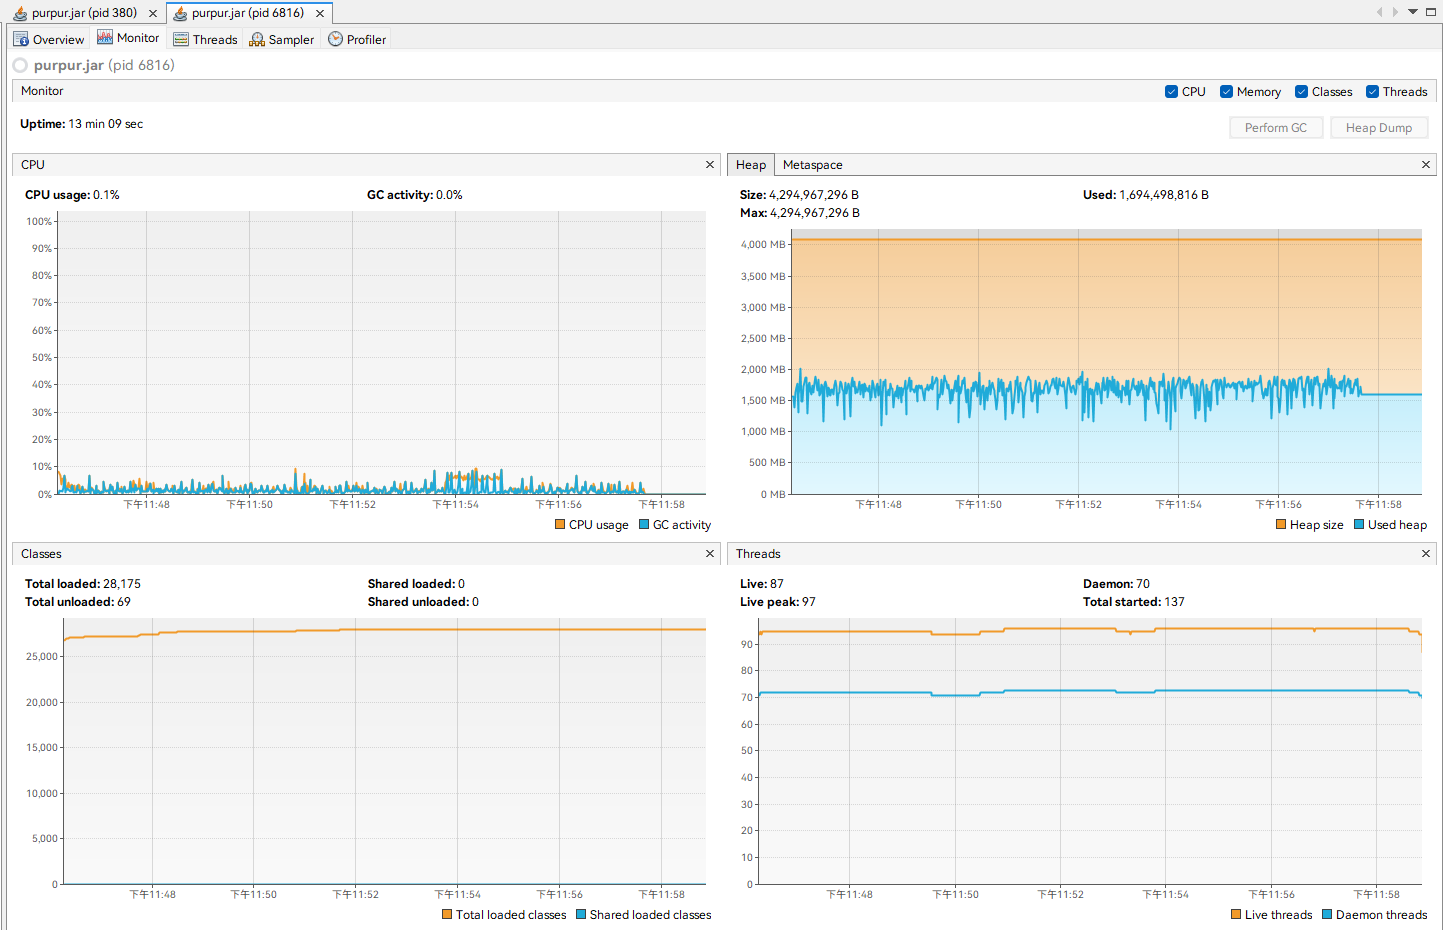 purpur.jar (pid 380) purpur.jar (pid 6816)
Overview Monitor Threads Sampler Profiler
purpur.jar (pid 6816)
Monitor CPU Memory Classes Threads
Uptime: 13 min 09 sec
Perform GC Heap Dump
CPU
CPU usage: 0.1% GC activity: 0.0%
100%
90%
80%
70%
60%
50%
40%
30%
20%
10%
0%
下午11:48 下午11:50 下午11:52 下午11:54 下午11:56 下午11:58
CPU usage GC activity
Heap Metaspace
Size: 4,294,967,296 B Used: 1,694,498,816 B
Max: 4,294,967,296 B
4,000 MB
3,500 MB
3,000 MB
2,500 MB
2,000 MB
1,500 MB
1,000 MB
500 MB
0 MB
下午11:48 下午11:50 下午11:52 下午11:54 下午11:56 下午11:58
Heap size Used heap
Classes
Total loaded: 28,175 Shared loaded: 0
Total unloaded: 69 Shared unloaded: 0
25,000
20,000
15,000
10,000
5,000
0
下午11:48 下午11:50 下午11:52 下午11:54 下午11:56 下午11:58
Total loaded classes Shared loaded classes
Threads
Live: 87 Daemon: 70
Live peak: 97 Total started: 137
90
80
70
60
50
40
30
20
10
0
下午11:48 下午11:50 下午11:52 下午11:54 下午11:56 下午11:58
Live threads Daemon threads